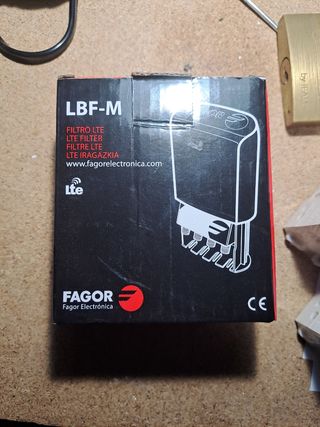 LBF-M
FILTRO LTE
LTE FILTER
FILTRE LTE
LTE IRAGAZKIA
www.fagorelectronica.com
Lte
FAGOR
Fagor Electrónica
CE